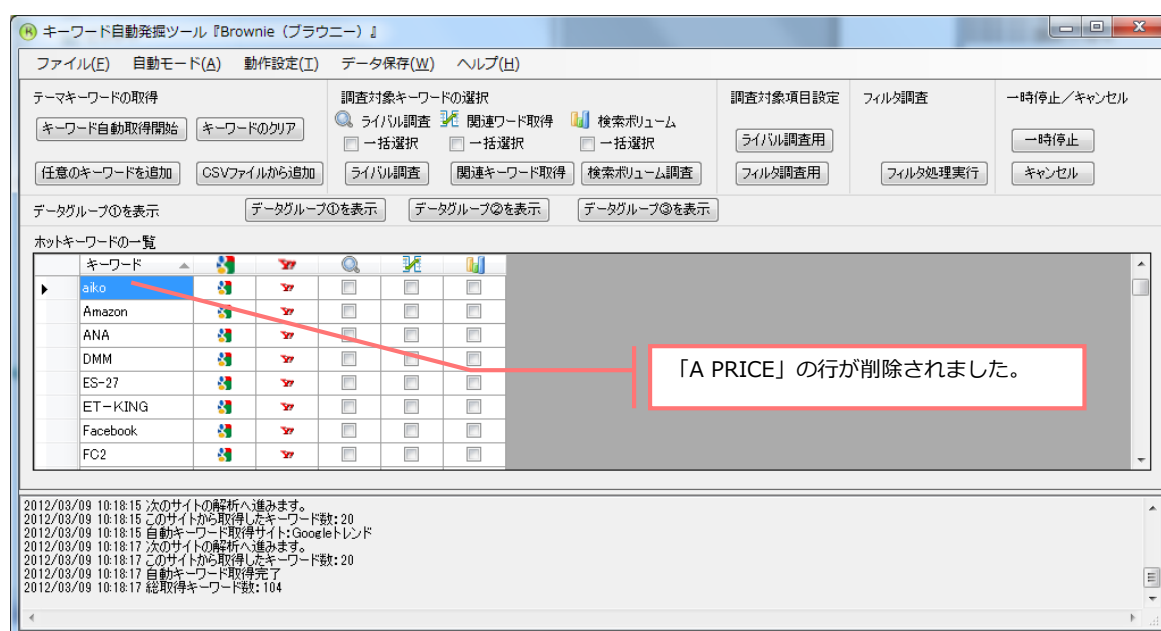 キーワード自動発掘ツール『Brownie（ブラウニー）』
ファイル(F) 自動モード(A) 動作設定(T) データ保存(W) ヘルプ(H)
テーマキーワードの取得 調査対象キーワードの選択 調査対象項目設定 フィルタ調査 一時停止／キャンセル
ライバル調査 関連ワード取得 検索ボリューム
キーワード自動取得開始 キーワードのクリア 一括選択 一括選択 一括選択 ライバル調査用 一時停止
任意のキーワードを追加 CSVファイルから追加 ライバル調査 関連キーワード取得 検索ボリューム調査 フィルタ調査用 フィルタ処理実行 キャンセル
データグループ①を表示 データグループ①を表示 データグループ②を表示 データグループ③を表示
ホットキーワードの一覧
キーワード
aiko
Amazon
ANA
DMM
ES-27
ET－KING
Facebook
FC2
「A PRICE」の行が削除されました。
2012/03/09 10:18:15 次のサイトの解析へ進みます。
2012/03/09 10:18:15 このサイトから取得したキーワード数:20
2012/03/09 10:18:15 自動キーワード取得サイト:Googleトレンド
2012/03/09 10:18:17 次のサイトの解析へ進みます。
2012/03/09 10:18:17 このサイトから取得したキーワード数:20
2012/03/09 10:18:17 自動キーワード取得完了
2012/03/09 10:18:17 総取得キーワード数:104